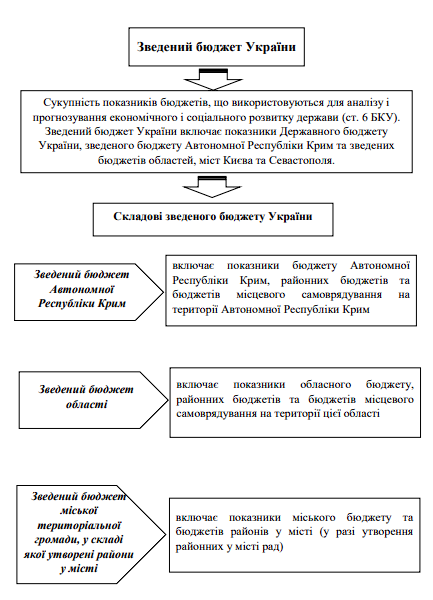 Зведений бюджет України
Сукупність показників бюджетів, що використовуються для аналізу і
прогнозування економічного і соціального розвитку держави (ст. 6 БКУ).
Зведений бюджет України включає показники Державного бюджету
України, зведеного бюджету Автономної Республіки Крим та зведених
бюджетів областей, міст Києва та Севастополя.
Складові зведеного бюджету України
Зведений бюджет
Автономної
Республіки Крим
включає показники бюджету Автономної
Республіки Крим, районних бюджетів та
бюджетів місцевого самоврядування на
території Автономної Республіки Крим
Зведений бюджет
області
включає показники обласного бюджету,
районних бюджетів та бюджетів місцевого
самоврядування на території цієї області
Зведений бюджет
міської
територіальної
громади, у складі
якої утворені райони
у місті
включає показники міського бюджету та
бюджетів районів у місті (у разі утворення
районних у місті рад)